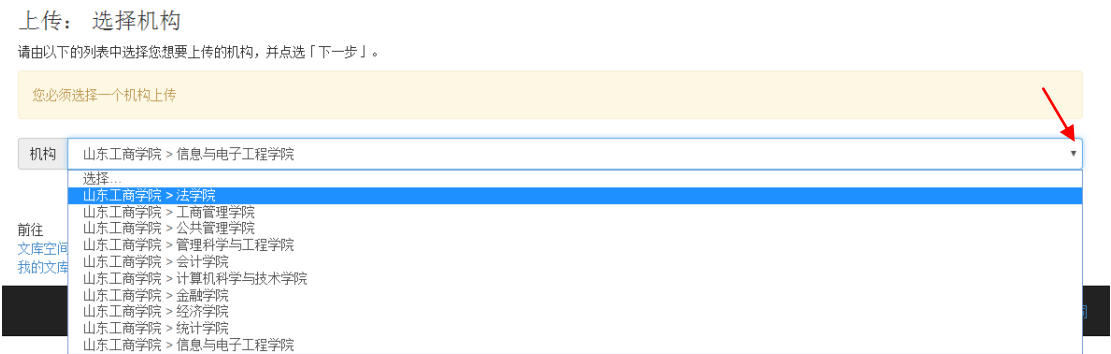 上传： 选择机构
请由以下的列表中选择您想要上传的机构，并点选「下一步」。
您必须选择一个机构上传
机构 山东工商学院 > 信息与电子工程学院
选择...
山东工商学院 > 法学院
山东工商学院 > 工商管理学院
山东工商学院 > 公共管理学院
山东工商学院 > 管理科学与工程学院
山东工商学院 > 会计学院
山东工商学院 > 计算机科学与技术学院
山东工商学院 > 金融学院
山东工商学院 > 经济学院
山东工商学院 > 统计学院
山东工商学院 > 信息与电子工程学院
前往
文库空间
我的文库